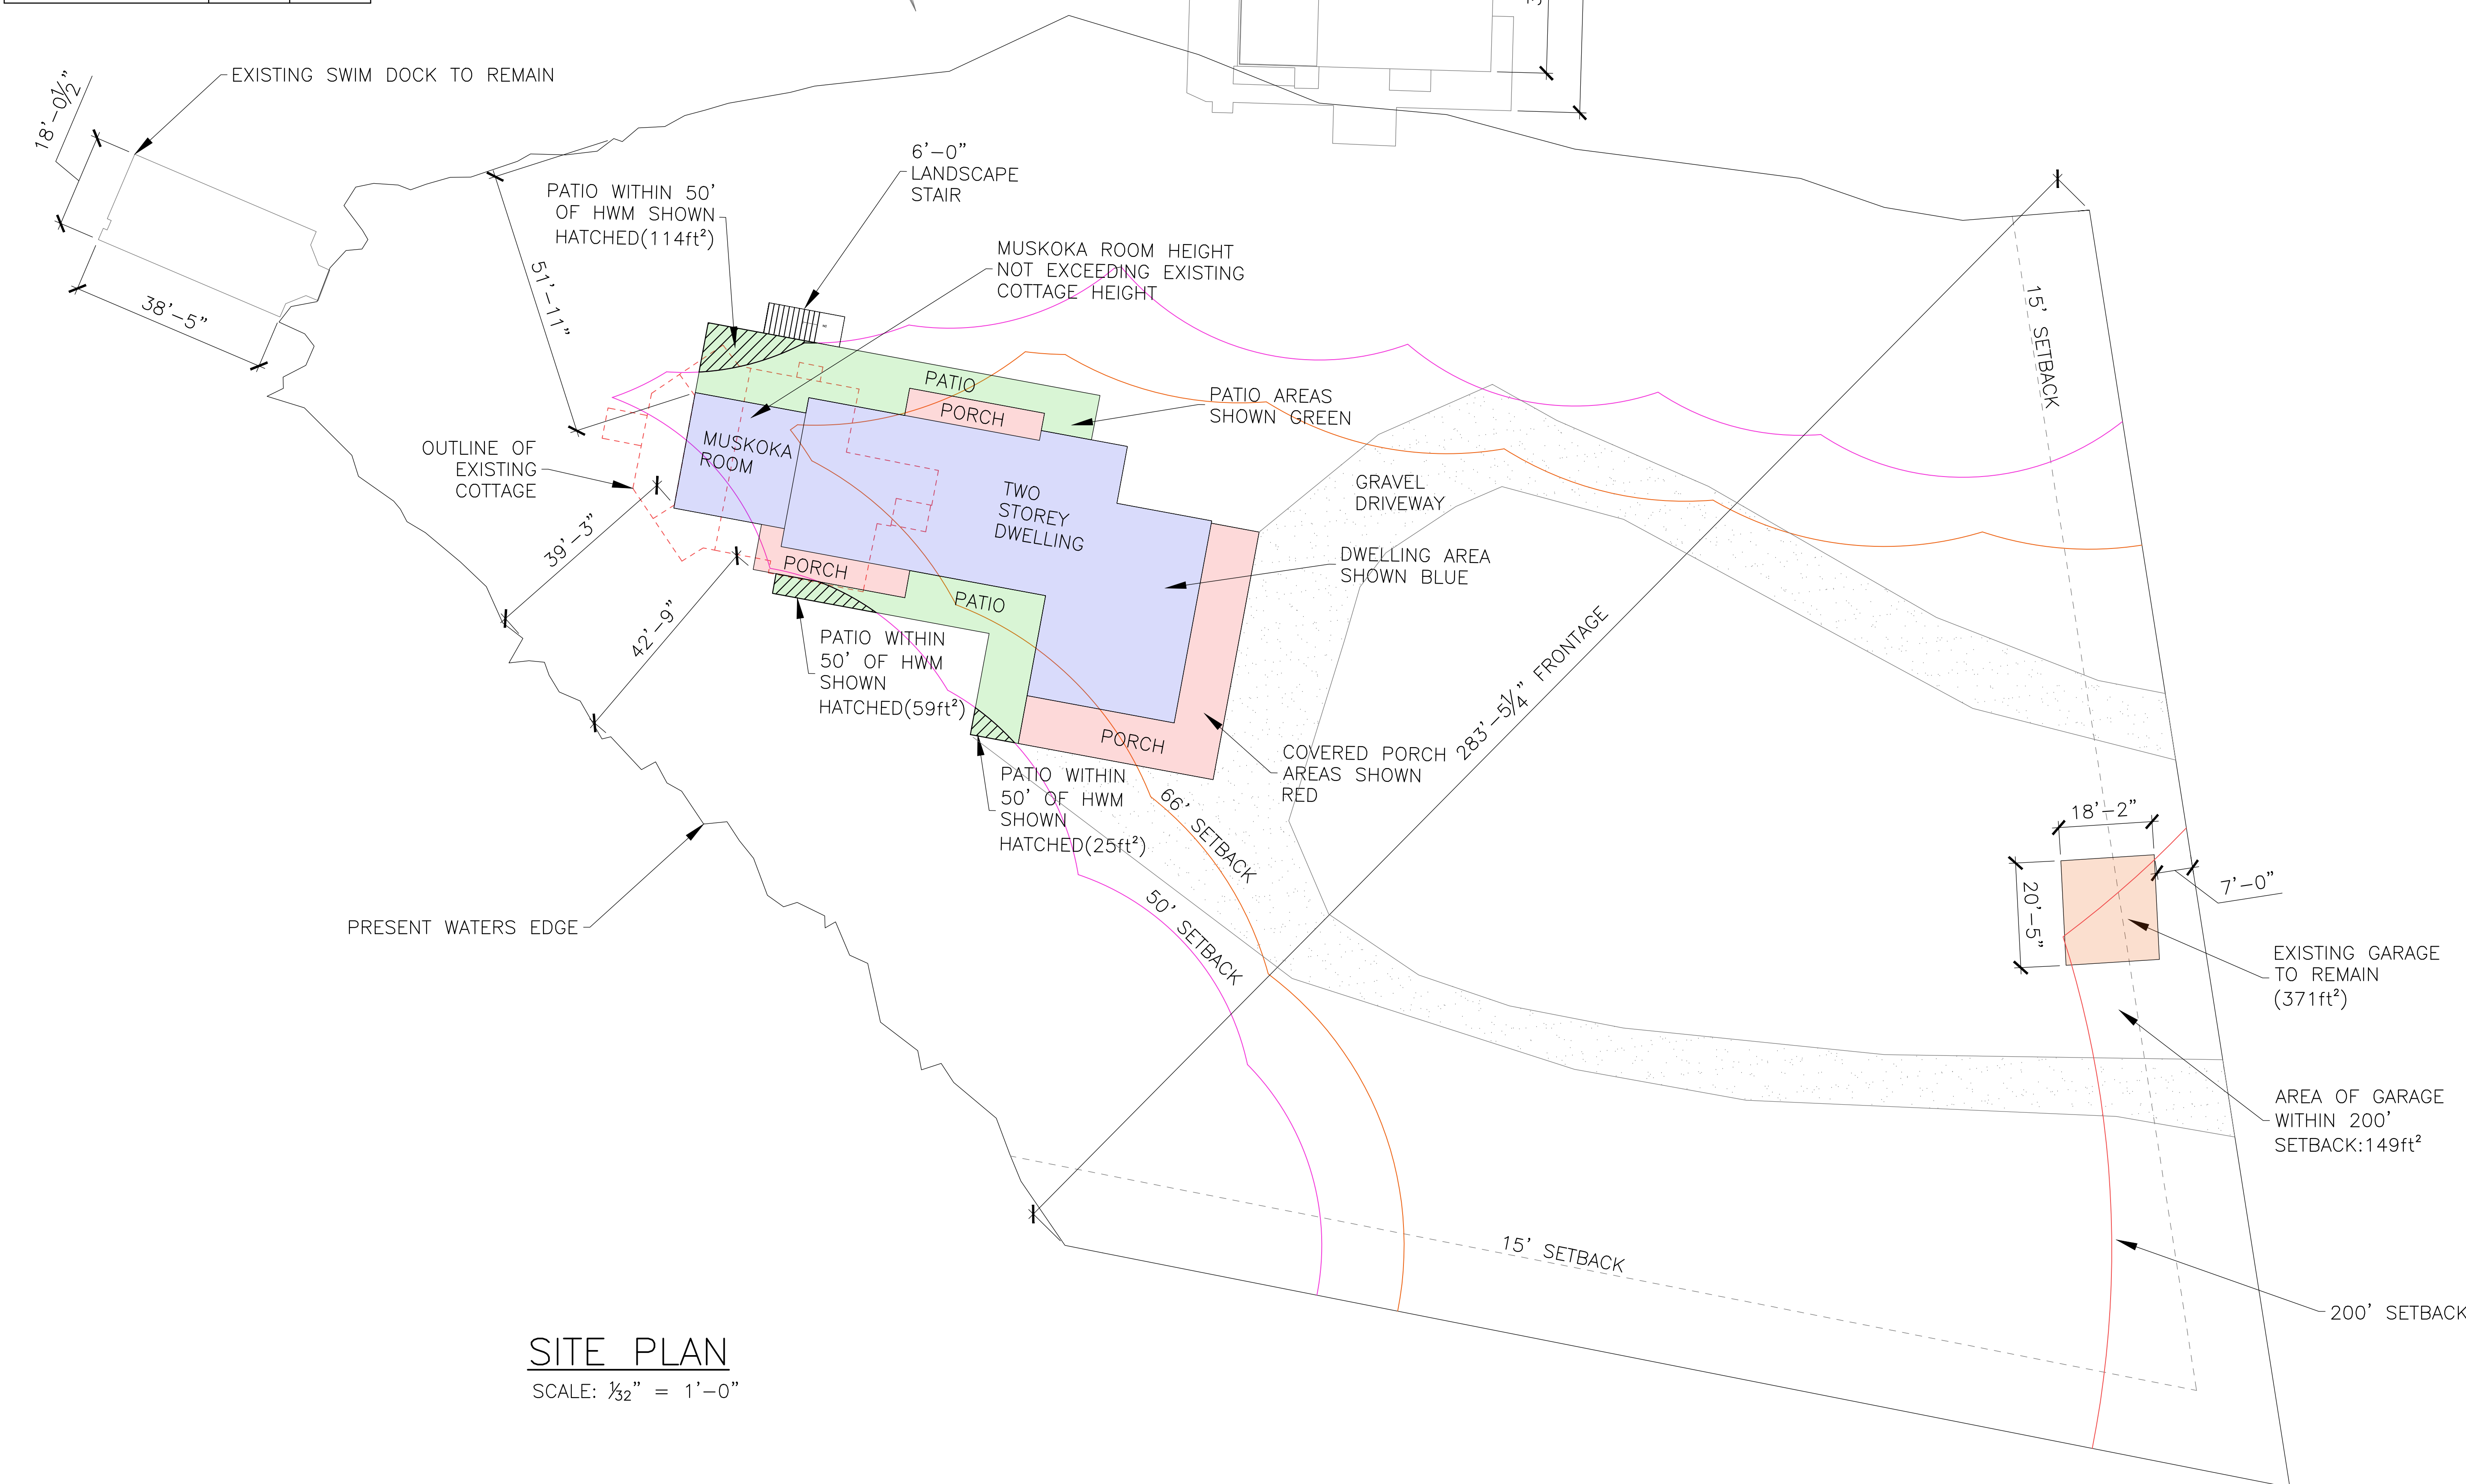 EXISTING SWIM DOCK TO REMAIN
18'-0½"
38'-5"
51'-11"
PATIO WITHIN 50'
OF HWM SHOWN
HATCHED(114ft²)
6'-0"
LANDSCAPE
STAIR
MUSKOKA ROOM HEIGHT
NOT EXCEEDING EXISTING
COTTAGE HEIGHT
PATIO
PORCH
PATIO AREAS
SHOWN GREEN
15' SETBACK
OUTLINE OF
EXISTING
COTTAGE
MUSKOKA
ROOM
TWO
STOREY
DWELLING
GRAVEL
DRIVEWAY
39'-3"
42'-9"
PORCH
PATIO
DWELLING AREA
SHOWN BLUE
PATIO WITHIN
50' OF HWM
SHOWN
HATCHED(59ft²)
283'-5¼" FRONTAGE
PORCH
COVERED PORCH
AREAS SHOWN
RED
PATIO WITHIN
50' OF HWM
SHOWN
HATCHED(25ft²)
66' SETBACK
50' SETBACK
PRESENT WATERS EDGE
18'-2"
20'-5"
7'-0"
EXISTING GARAGE
TO REMAIN
(371ft²)
AREA OF GARAGE
WITHIN 200'
SETBACK:149ft²
15' SETBACK
200' SETBACK
SITE PLAN
SCALE: 1/32" = 1'-0"